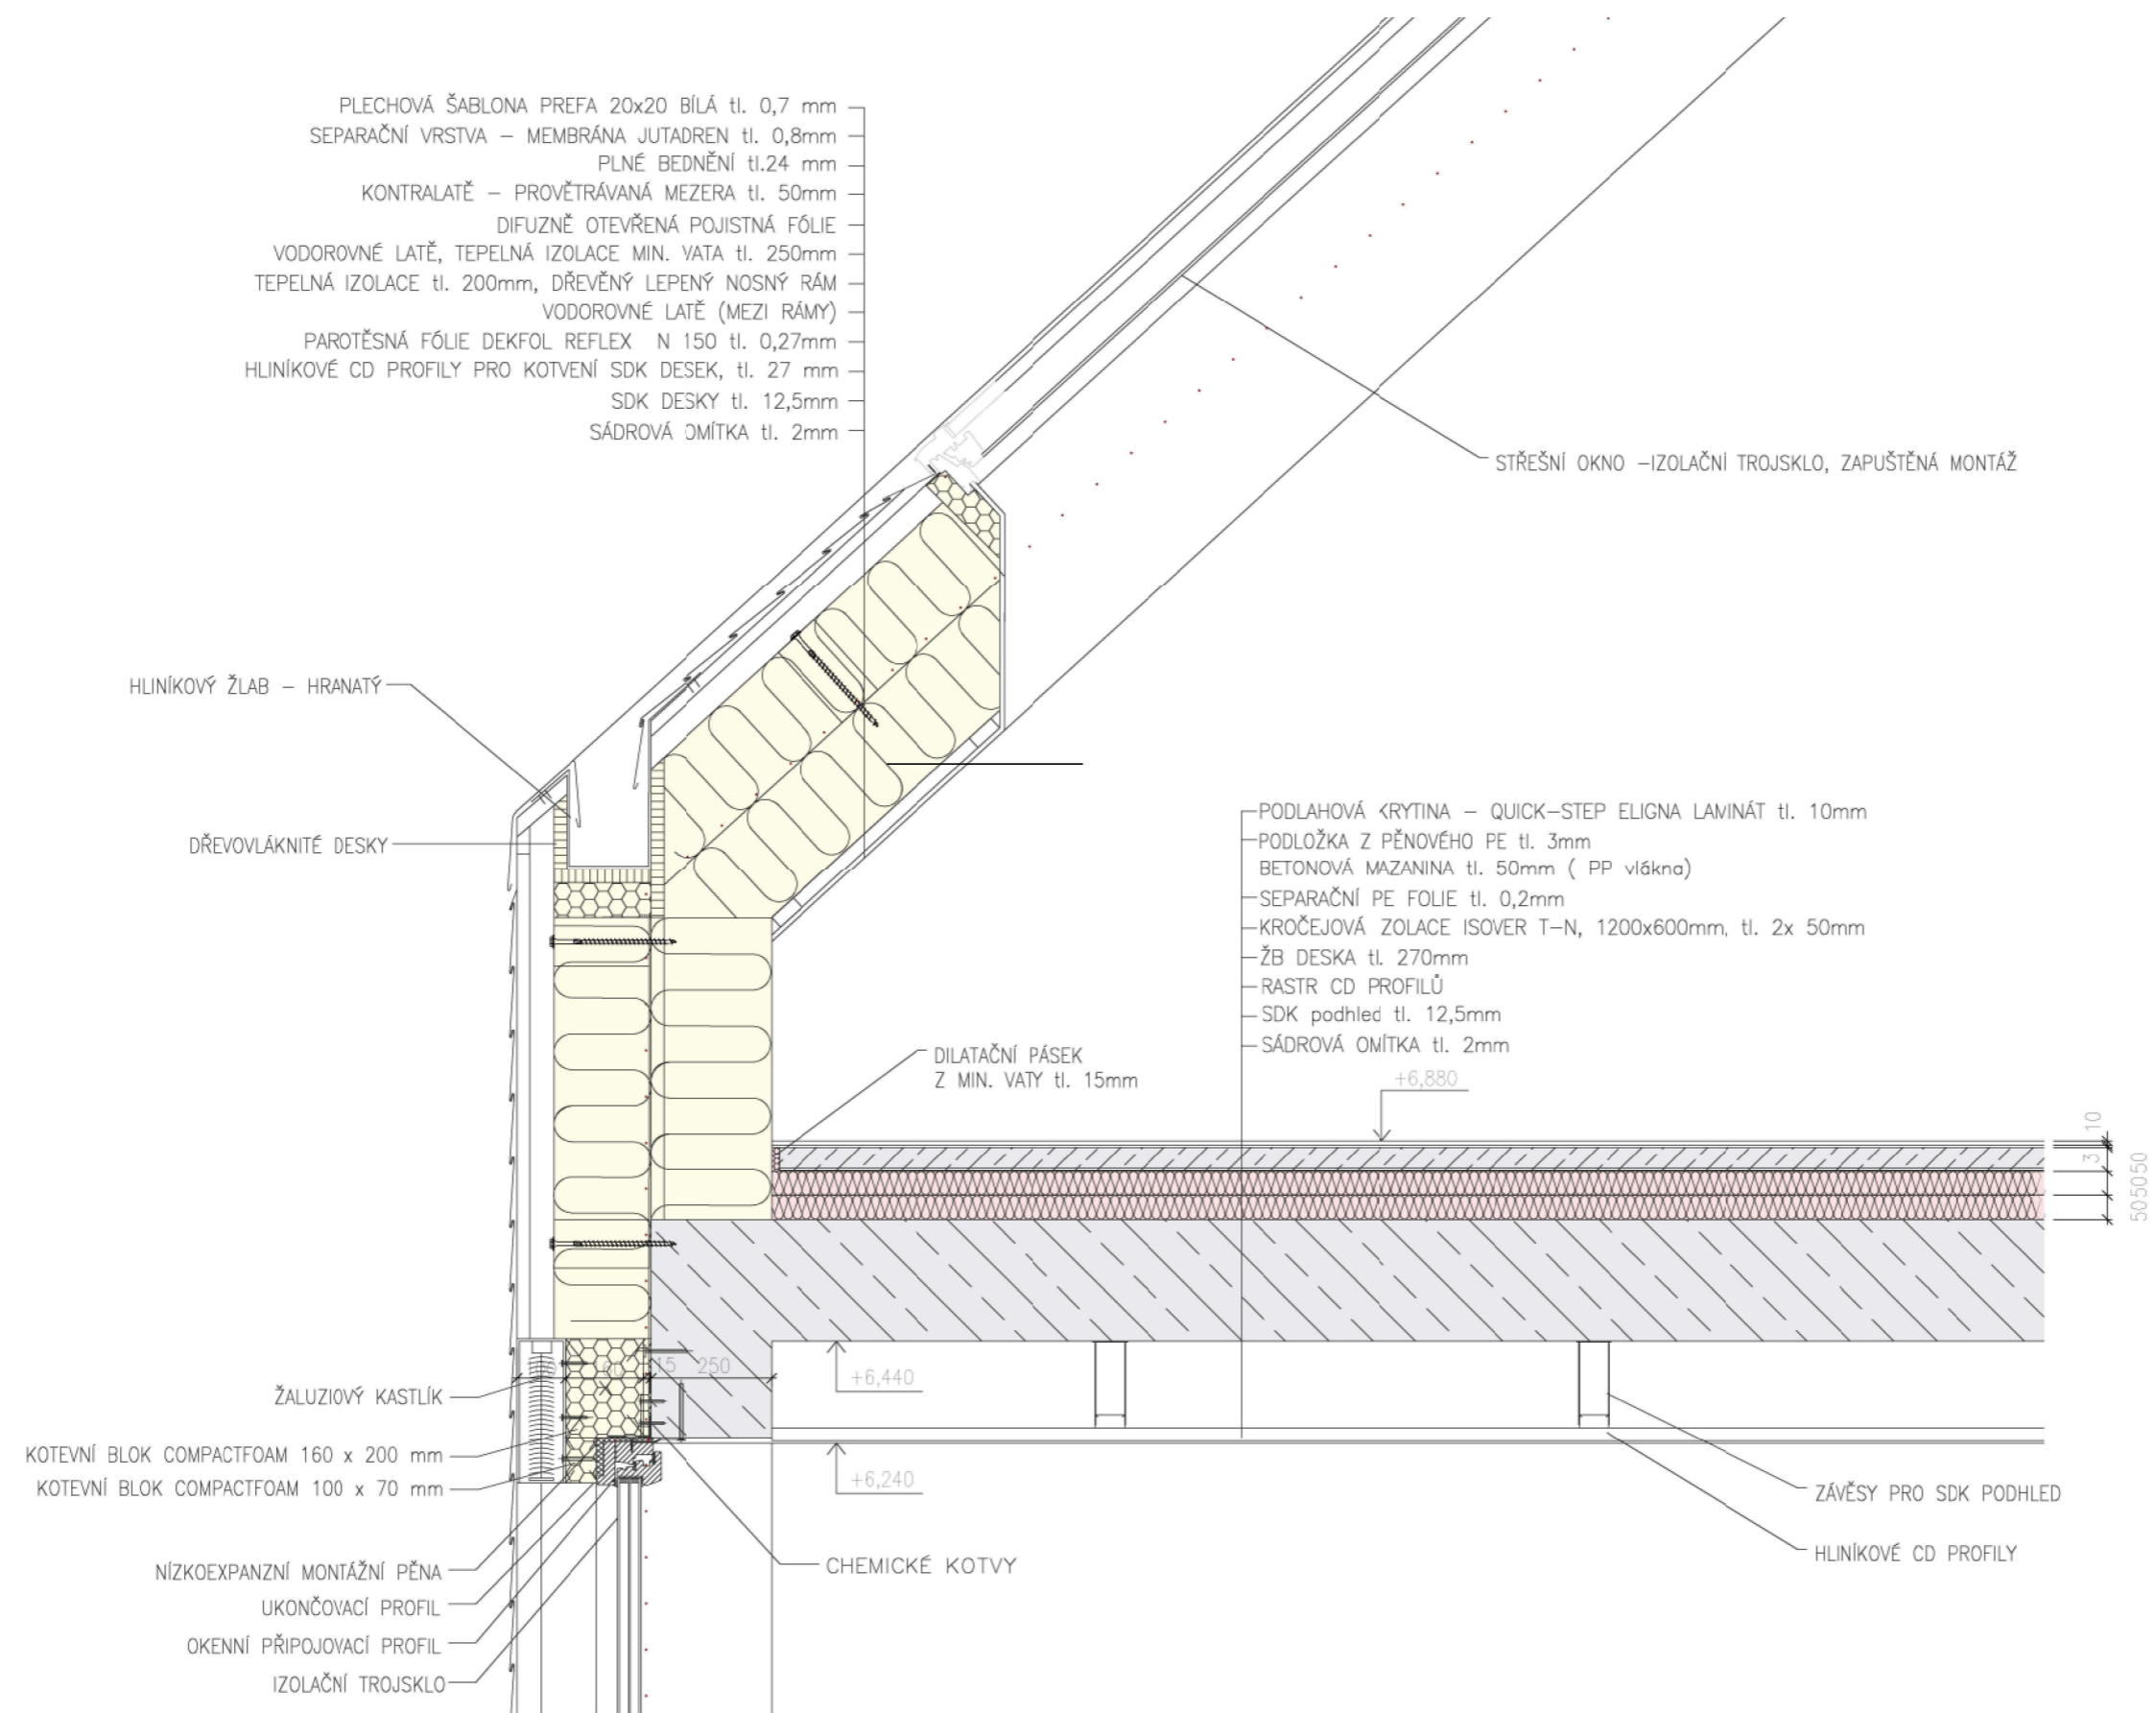 PLECHOVÁ ŠABLONA PREFA 20x20 BÍLÁ tl. 0,7 mm
SEPARAČNÍ VRSTVA – MEMBRÁNA JUTADREN tl. 0,8mm
PLNÉ BEDNĚNÍ tl.24 mm
KONTRALATĚ – PROVĚTRÁVANÁ MEZERA tl. 50mm
DIFUZNĚ OTEVŘENÁ POJISTNÁ FÓLIE
VODOROVNÉ LATĚ, TEPELNÁ IZOLACE MIN. VATA tl. 250mm
TEPELNÁ IZOLACE tl. 200mm, DŘEVĚNÝ LEPENÝ NOSNÝ RÁM
VODOROVNÉ LATĚ (MEZI RÁMY)
PAROTĚSNÁ FÓLIE DEKFOL REFLEX N 150 tl. 0,27mm
HLINÍKOVÉ CD PROFILY PRO KOTVENÍ SDK DESEK, tl. 27 mm
SDK DESKY tl. 12,5mm
SÁDROVÁ OMÍTKA tl. 2mm
STŘEŠNÍ OKNO –IZOLAČNÍ TROJSKLO, ZAPUŠTĚNÁ MONTÁŽ
HLINÍKOVÝ ŽLAB – HRANATÝ
DŘEVOVLÁKNITÉ DESKY
PODLAHOVÁ KRYTINA – QUICK–STEP ELIGNA LAMINÁT tl. 10mm
PODLOŽKA Z PĚNOVÉHO PE tl. 3mm
BETONOVÁ MAZANINA tl. 50mm ( PP vlákna)
SEPARAČNÍ PE FOLIE tl. 0,2mm
KROČEJOVÁ ZOLACE ISOVER T–N, 1200x600mm, tl. 2x 50mm
ŽB DESKA tl. 270mm
RASTR CD PROFILŮ
SDK podhled tl. 12,5mm
SÁDROVÁ OMÍTKA tl. 2mm
DILATAČNÍ PÁSEK
Z MIN. VATY tl. 15mm
+6,880
10
3
505050
15 250
+6,440
+6,240
ŽALUZIOVÝ KASTLÍK
KOTEVNÍ BLOK COMPACTFOAM 160 x 200 mm
KOTEVNÍ BLOK COMPACTFOAM 100 x 70 mm
NÍZKOEXPANZNÍ MONTÁŽNÍ PĚNA
UKONČOVACÍ PROFIL
OKENNÍ PŘIPOJOVACÍ PROFIL
IZOLAČNÍ TROJSKLO
CHEMICKÉ KOTVY
ZÁVĚSY PRO SDK PODHLED
HLINÍKOVÉ CD PROFILY